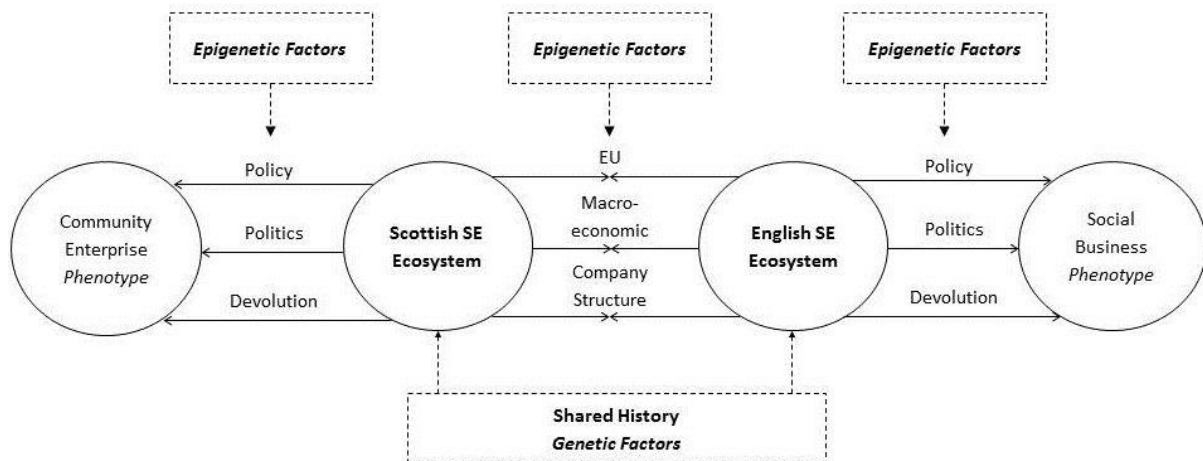 Epigenetic Factors
Epigenetic Factors
Epigenetic Factors
Policy
EU
Policy
Community
Enterprise
Phenotype
Politics
Scottish SE
Ecosystem
Macro-
economic
English SE
Ecosystem
Politics
Social
Business
Phenotype
Devolution
Company
Structure
Devolution
Shared History
Genetic Factors